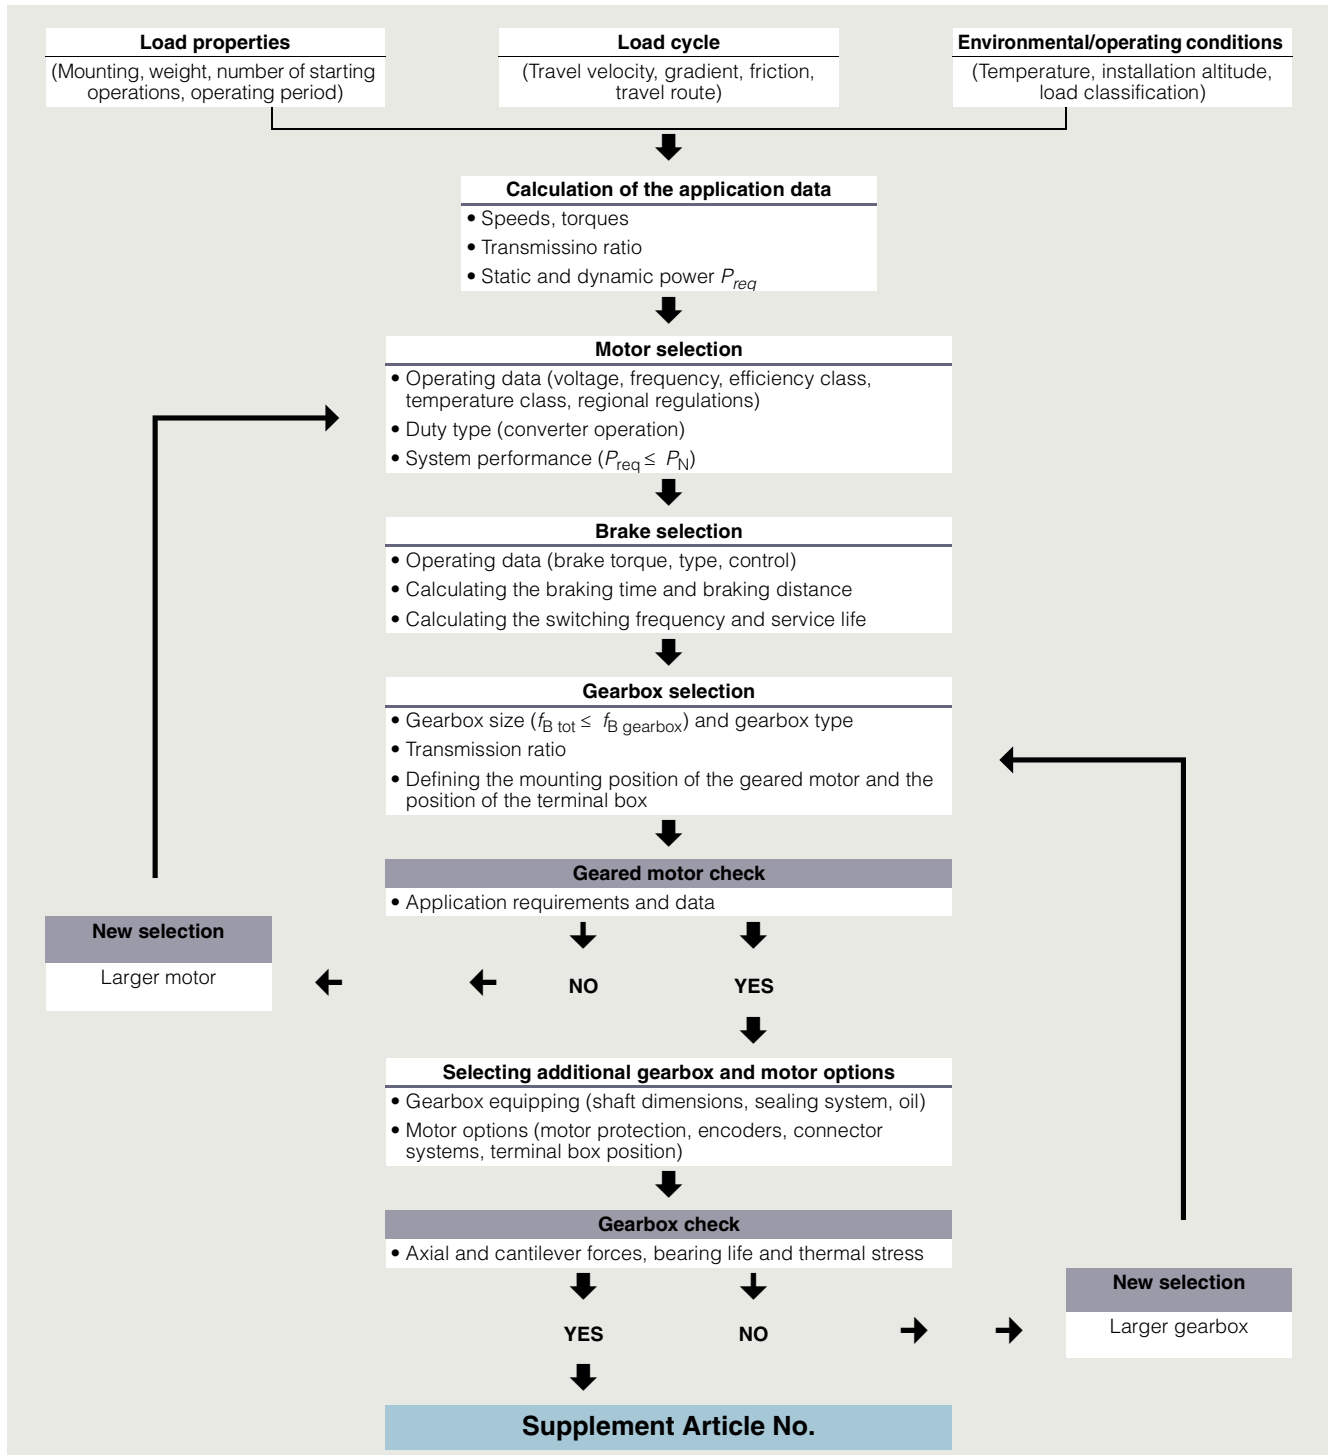 Load properties
(Mounting, weight, number of starting
operations, operating period)
Load cycle
(Travel velocity, gradient, friction,
travel route)
Environmental/operating conditions
(Temperature, installation altitude,
load classification)
Calculation of the application data
• Speeds, torques
• Transmissino ratio
• Static and dynamic power Preq
Motor selection
• Operating data (voltage, frequency, efficiency class,
temperature class, regional regulations)
• Duty type (converter operation)
• System performance (Preq ≤ PN)
Brake selection
• Operating data (brake torque, type, control)
• Calculating the braking time and braking distance
• Calculating the switching frequency and service life
Gearbox selection
• Gearbox size (fB tot ≤ fB gearbox) and gearbox type
• Transmission ratio
• Defining the mounting position of the geared motor and the
position of the terminal box
Geared motor check
• Application requirements and data
New selection
Larger motor
NO
YES
Selecting additional gearbox and motor options
• Gearbox equipping (shaft dimensions, sealing system, oil)
• Motor options (motor protection, encoders, connector
systems, terminal box position)
Gearbox check
• Axial and cantilever forces, bearing life and thermal stress
YES
NO
New selection
Larger gearbox
Supplement Article No.